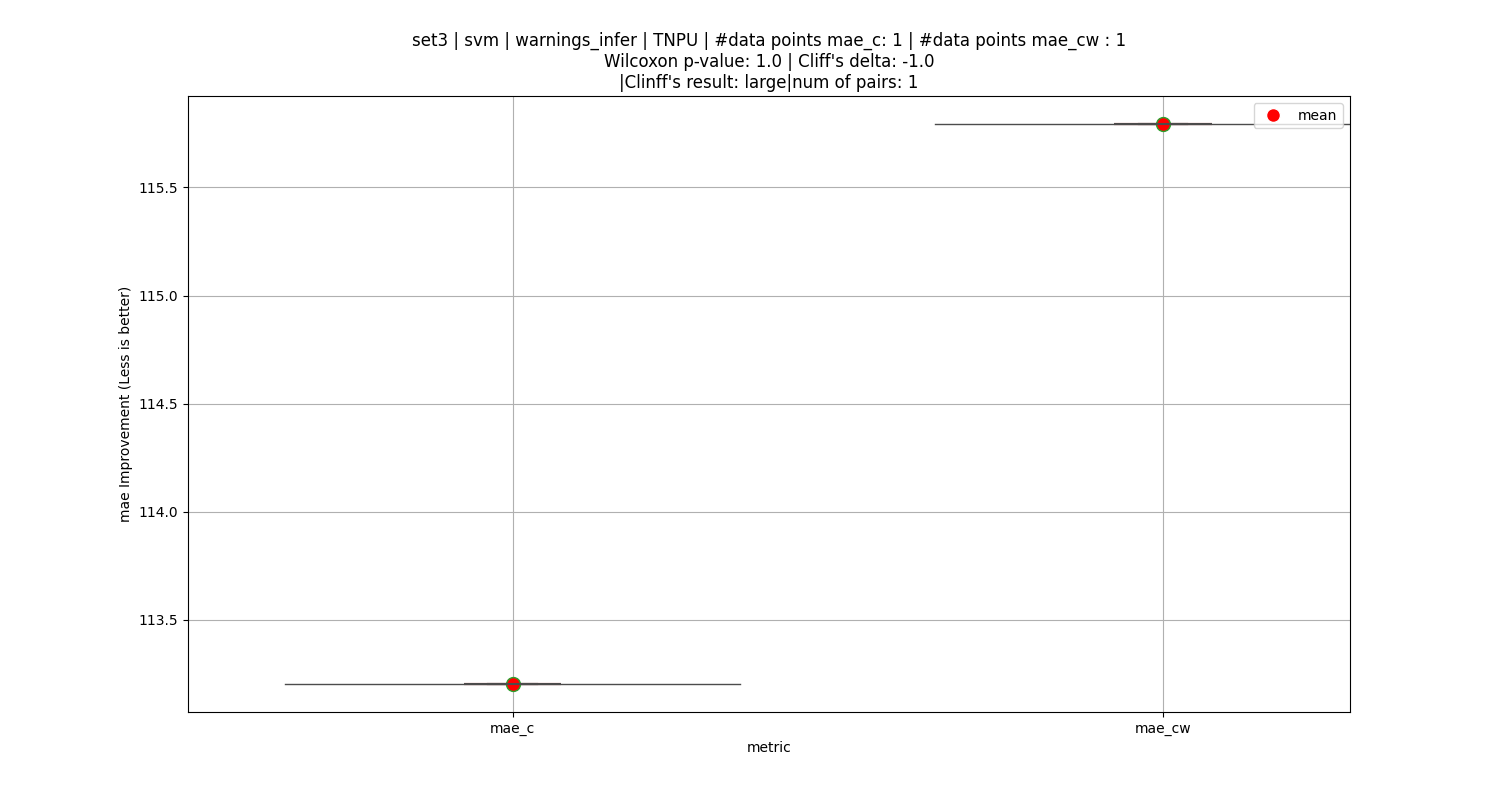 set3 | svm | warnings_infer | TNPU | #data points mae_c: 1 | #data points mae_cw : 1
Wilcoxon p-value: 1.0 | Cliff's delta: -1.0
|Clinff's result: large|num of pairs: 1
mean
mae Improvement (Less is better)
115.5
115.0
114.5
114.0
113.5
mae_c
mae_cw
metric